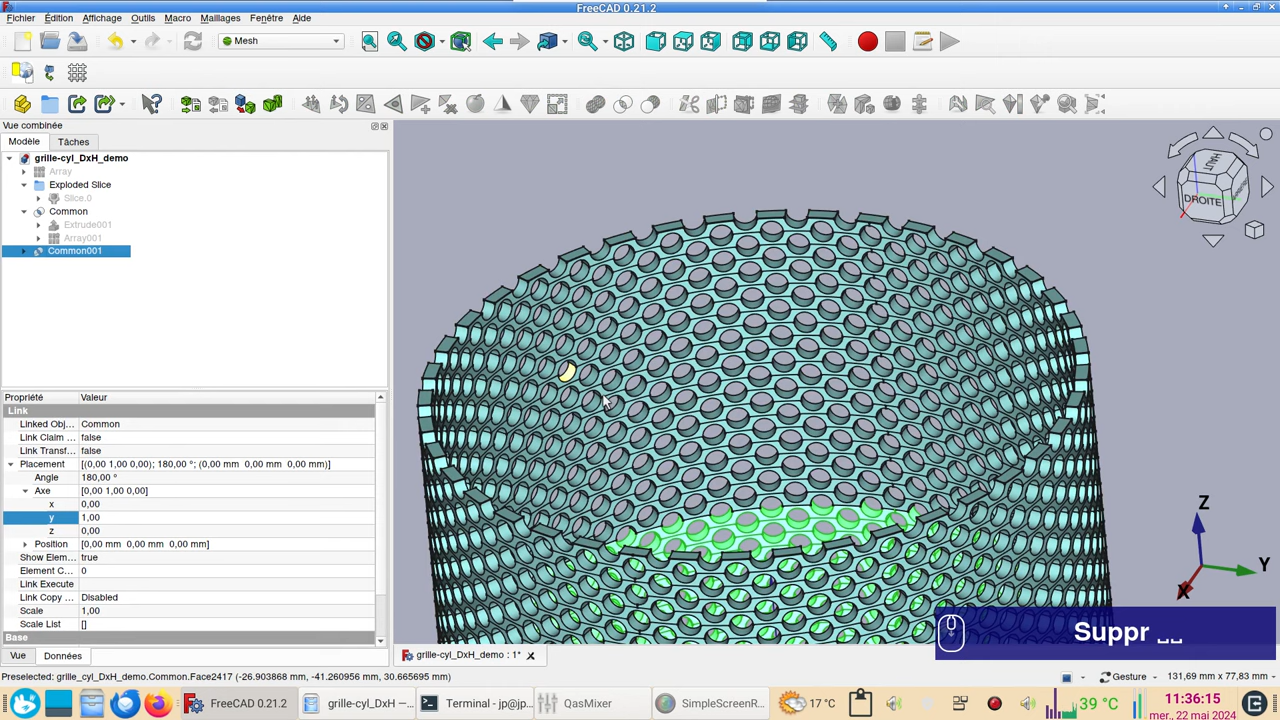 FreeCAD 0.21.2
Fichier Édition Affichage Outils Macro Maillages Fenêtre Aide
Mesh
Vue combinée
Modèle Tâches
grille-cyl_DxH_demo
Array
Exploded Slice
Slice.0
Common
Extrude001
Array001
Common001
HAUT
DROITE
Propriété Valeur
Link
Linked Obj... Common
Link Claim ... false
Link Transf... false
Placement [(0,00 1,00 0,00); 180,00 °; (0,00 mm 0,00 mm 0,00 mm)]
Angle 180,00 °
Axe [0,00 1,00 0,00]
x 0,00
y 1,00
z 0,00
Position [0,00 mm 0,00 mm 0,00 mm]
Show Elem... true
Element C... 0
Link Execute
Link Copy ... Disabled
Scale 1,00
Scale List []
Base
Z
Y
X
Suppr
Vue Données
grille-cyl_DxH_demo : 1*
Preselected: grille_cyl_DxH_demo.Common.Face2417 (-26.903868 mm, -41.260956 mm, 30.665695 mm)
Gesture
131,69 mm x 77,83 mm
FreeCAD 0.21.2
grille-cyl_DxH —...
Terminal - jp@jp...
QasMixer
SimpleScreenR...
17 °C
39 °C
11:36:15
mer., 22 mai 2024